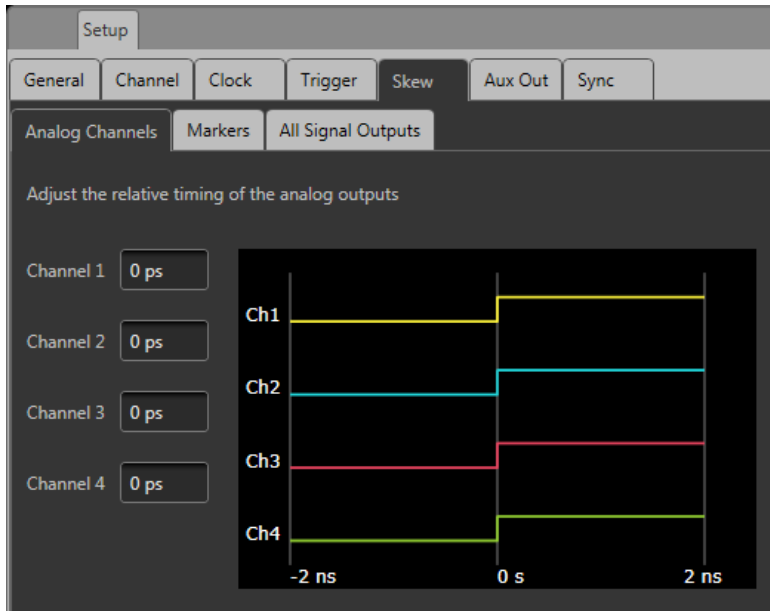 Setup
General Channel Clock Trigger Skew Aux Out Sync
Analog Channels Markers All Signal Outputs
Adjust the relative timing of the analog outputs
Channel 1 0 ps
Channel 2 0 ps
Channel 3 0 ps
Channel 4 0 ps
Ch1
Ch2
Ch3
Ch4
-2 ns 0 s 2 ns